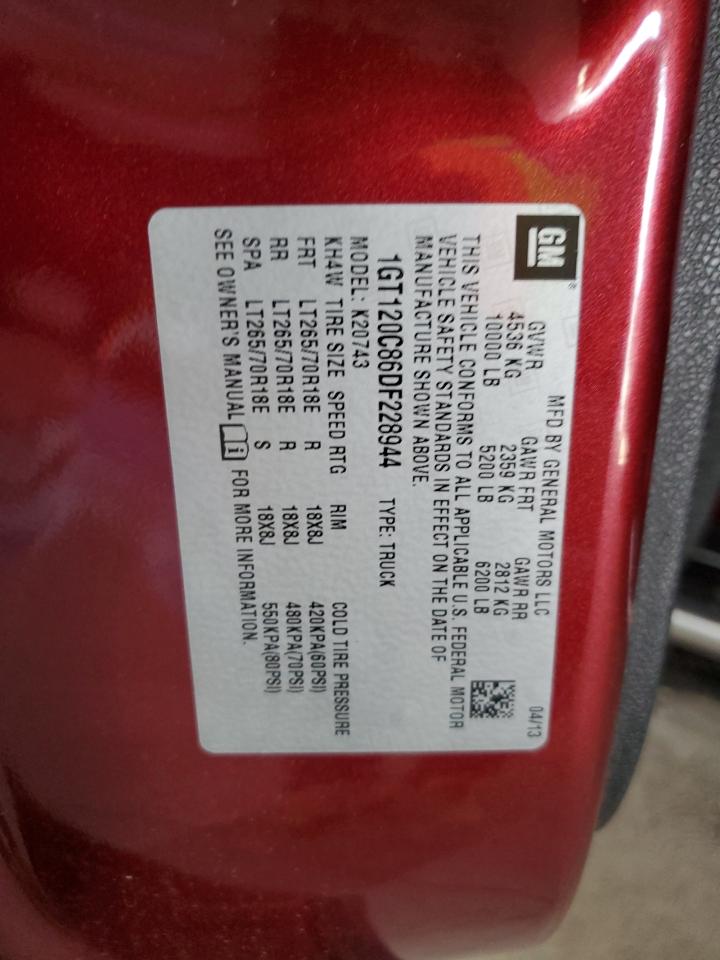 GM®
MFD BY GENERAL MOTORS LLC 04/13
GVWR GAWR FRT GAWR RR
4536 KG 2359 KG 2812 KG
10000 LB 5200 LB 6200 LB
THIS VEHICLE CONFORMS TO ALL APPLICABLE U.S. FEDERAL MOTOR
VEHICLE SAFETY STANDARDS IN EFFECT ON THE DATE OF
MANUFACTURE SHOWN ABOVE.
1GT120C86DF228944 TYPE: TRUCK
MODEL: K20743
KH4W TIRE SIZE SPEED RTG RIM COLD TIRE PRESSURE
FRT LT265/70R18E R 18X8J 420KPA(60PSI)
RR LT265/70R18E R 18X8J 480KPA(70PSI)
SPA LT265/70R18E S 18X8J 550KPA(80PSI)
SEE OWNER'S MANUAL FOR MORE INFORMATION.